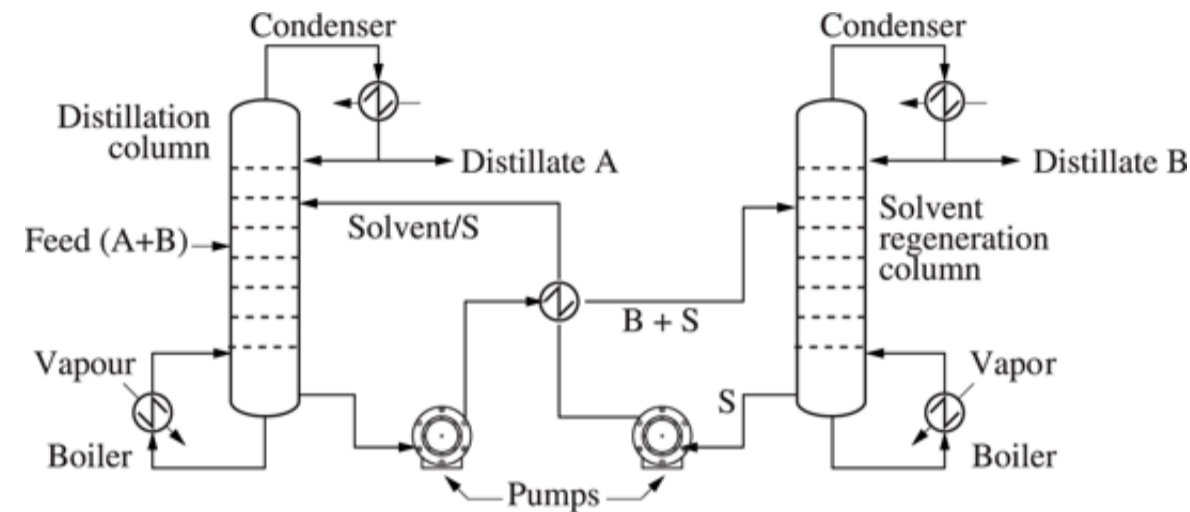 Condenser
Condenser
Distillation
column
Distillate A
Distillate B
Solvent/S
Solvent
regeneration
column
Feed (A+B)
B + S
Vapour
Vapor
S
Boiler
Boiler
Pumps